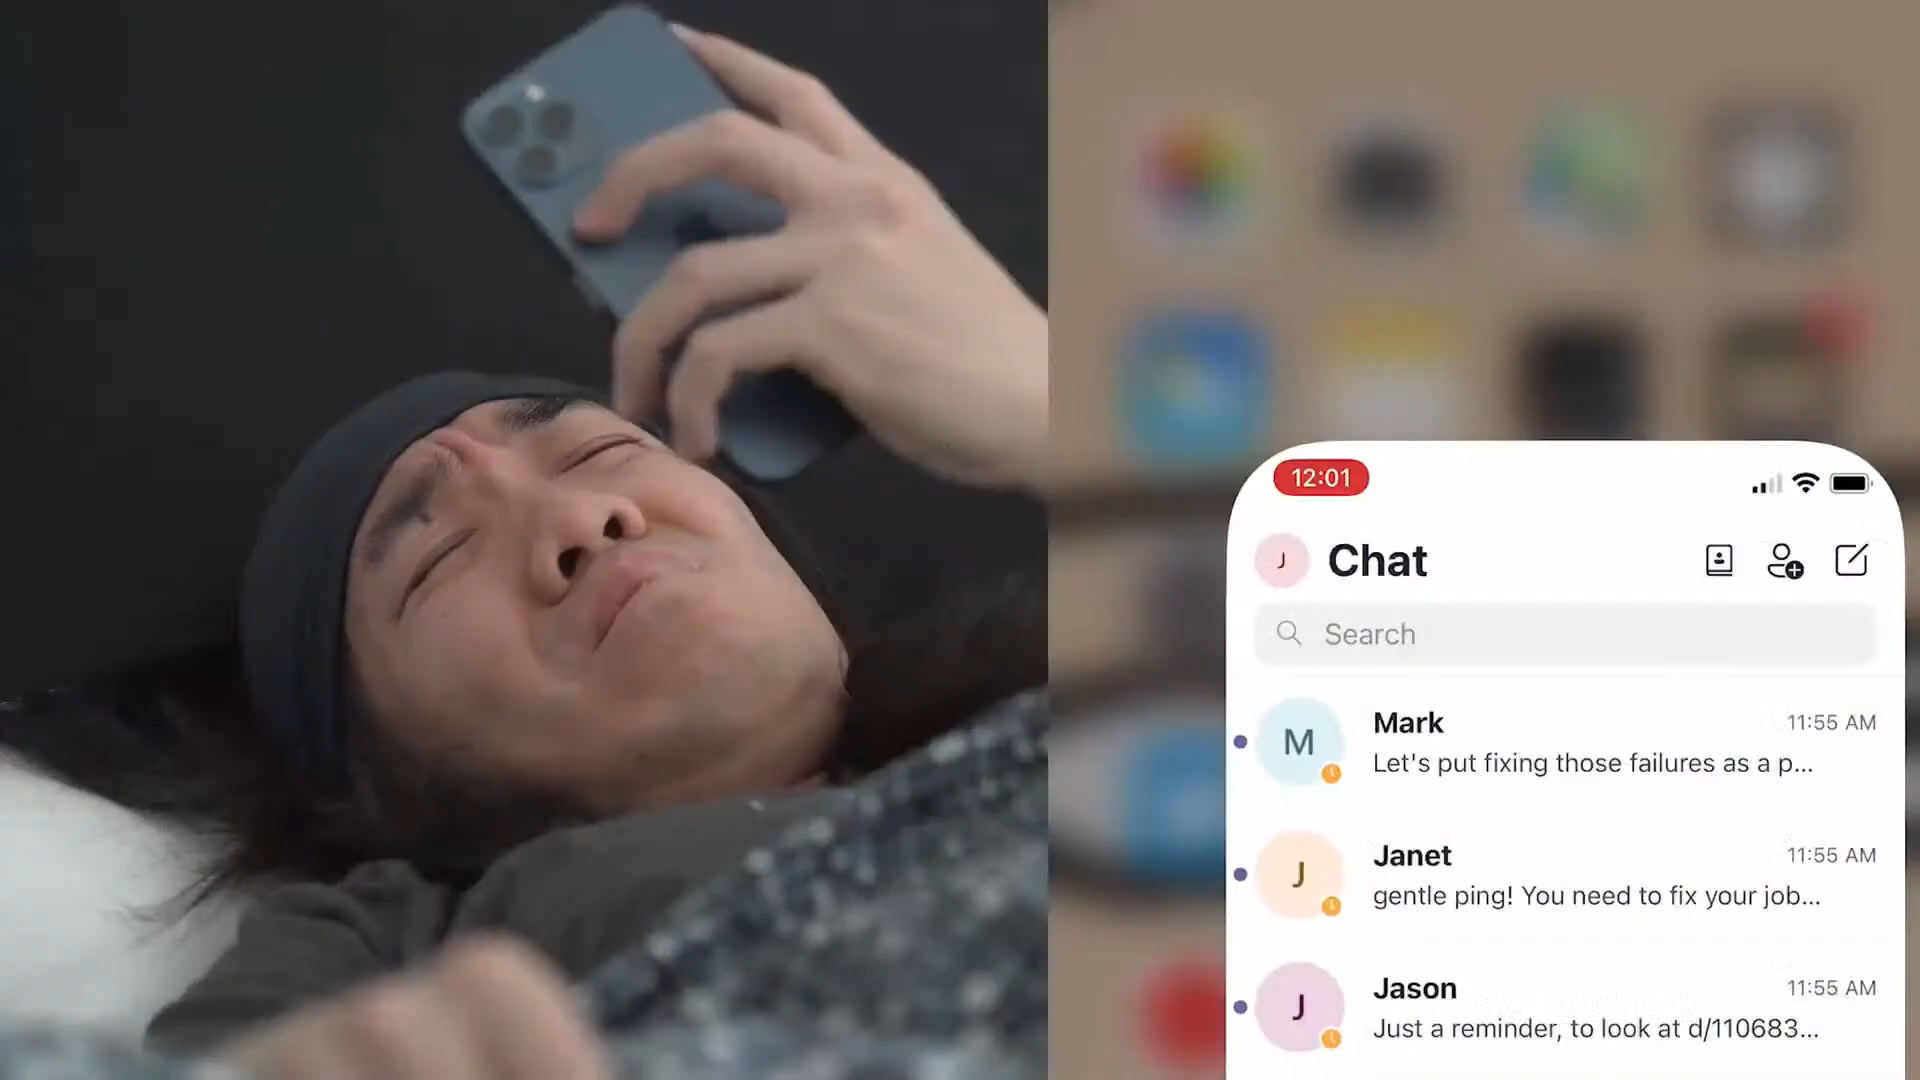 12:01
J
Chat
Search
M
Mark
11:55 AM
Let's put fixing those failures as a p...
J
Janet
11:55 AM
gentle ping! You need to fix your job...
J
Jason
11:55 AM
Just a reminder, to look at d/110683...